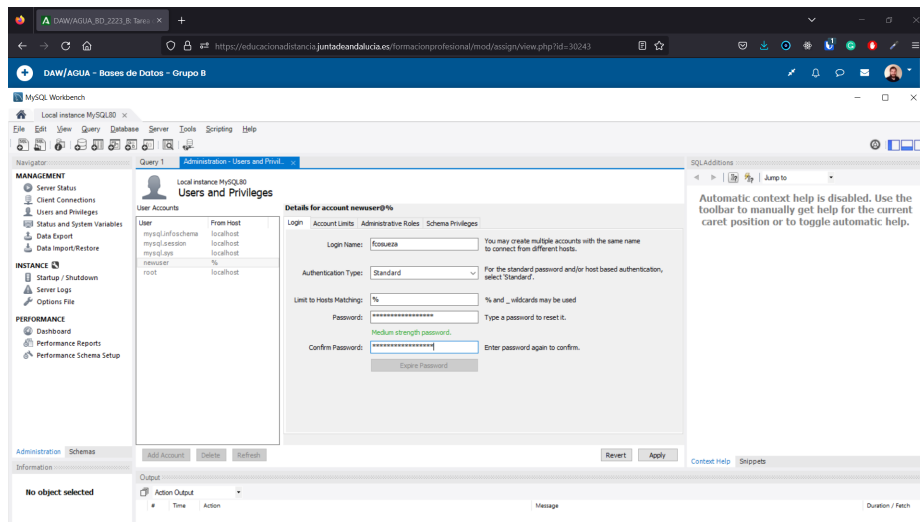 DAW/AGUA_BD_2223_B: Tarea
https://educacionadistancia.juntadeandalucia.es/formacionprofesional/mod/assign/view.php?id=30243
DAW/AGUA - Bases de Datos - Grupo B
MySQL Workbench
Local instance MySQL80
File Edit View Query Database Server Tools Scripting Help
Navigator
MANAGEMENT
Server Status
Client Connections
Users and Privileges
Status and System Variables
Data Export
Data Import/Restore
INSTANCE
Startup / Shutdown
Server Logs
Options File
PERFORMANCE
Dashboard
Performance Reports
Performance Schema Setup
Administration Schemas
Information
No object selected
Query 1 Administration - Users and Privil...
Local instance MySQL80
Users and Privileges
User Accounts
User From Host
mysql.infoschema localhost
mysql.session localhost
mysql.sys localhost
newuser %
root localhost
Add Account Delete Refresh
Details for account newuser@%
Login Account Limits Administrative Roles Schema Privileges
Login Name: fcosueza You may create multiple accounts with the same name
to connect from different hosts.
Authentication Type: Standard For the standard password and/or host based authentication,
select 'Standard'.
Limit to Hosts Matching: % % and _ wildcards may be used
Password: ***************** Type a password to reset it.
Medium strength password.
Confirm Password: ***************** Enter password again to confirm.
Expire Password
Revert Apply
SQLAdditions
Jump to
Automatic context help is disabled. Use the
toolbar to manually get help for the current
caret position or to toggle automatic help.
Context Help Snippets
Output
Action Output
# Time Action Message Duration / Fetch